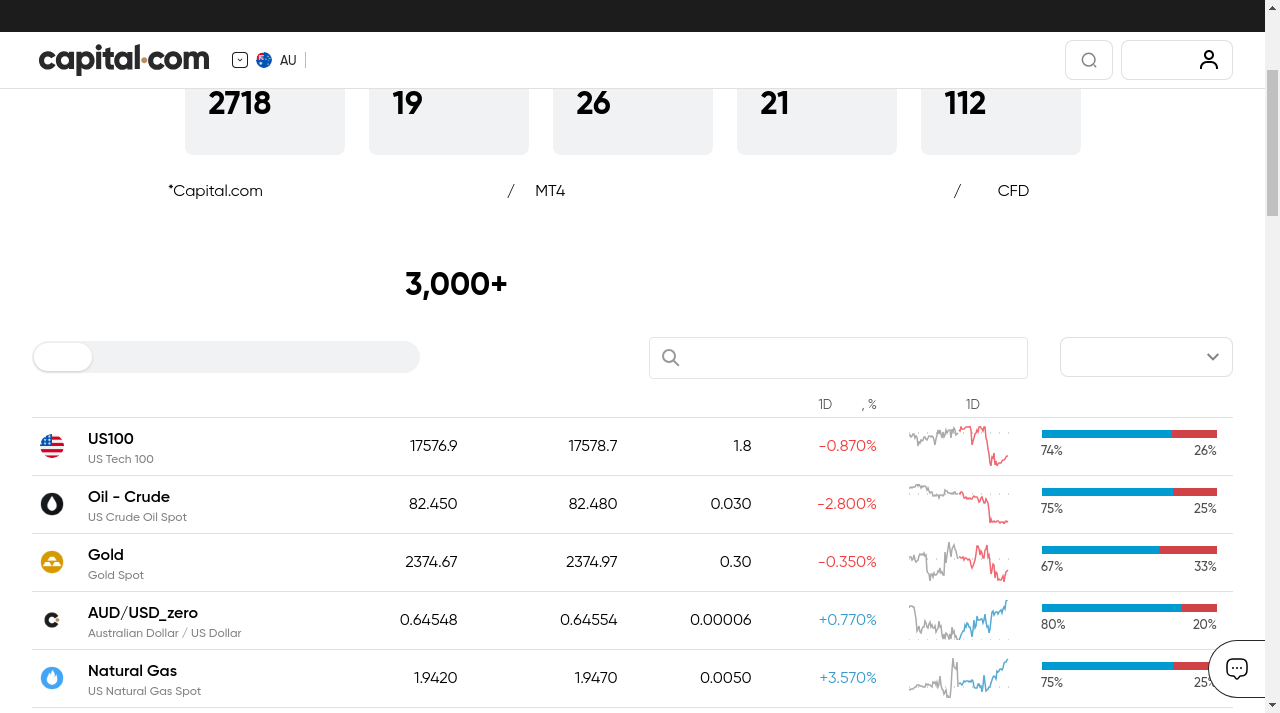 capital.com
AU
2718 19 26 21 112
*Capital.com / MT4 / CFD
3,000+
1D , % 1D
US100
US Tech 100
17576.9 17578.7 1.8 -0.870%
74% 26%
Oil - Crude
US Crude Oil Spot
82.450 82.480 0.030 -2.800%
75% 25%
Gold
Gold Spot
2374.67 2374.97 0.30 -0.350%
67% 33%
AUD/USD_zero
Australian Dollar / US Dollar
0.64548 0.64554 0.00006 +0.770%
80% 20%
Natural Gas
US Natural Gas Spot
1.9420 1.9470 0.0050 +3.570%
75% 25%